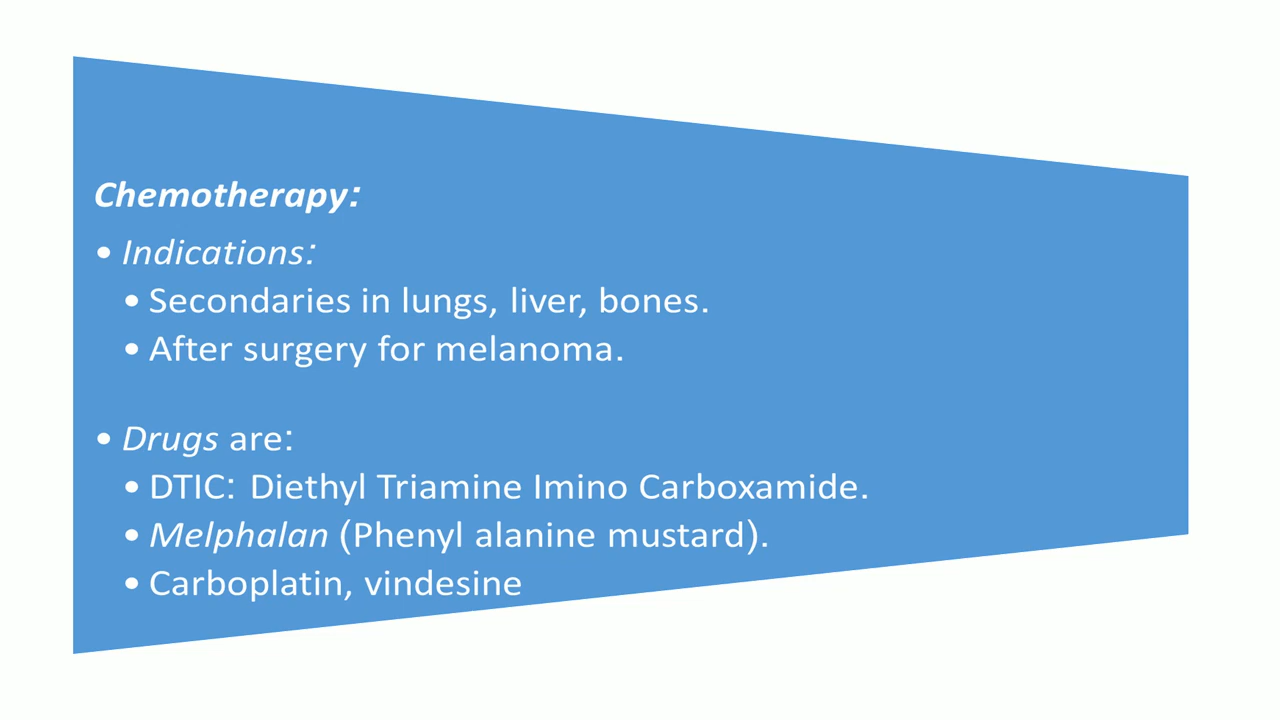 Chemotherapy:
• Indications:
• Secondaries in lungs, liver, bones.
• After surgery for melanoma.
• Drugs are:
• DTIC: Diethyl Triamine Imino Carboxamide.
• Melphalan (Phenyl alanine mustard).
• Carboplatin, vindesine